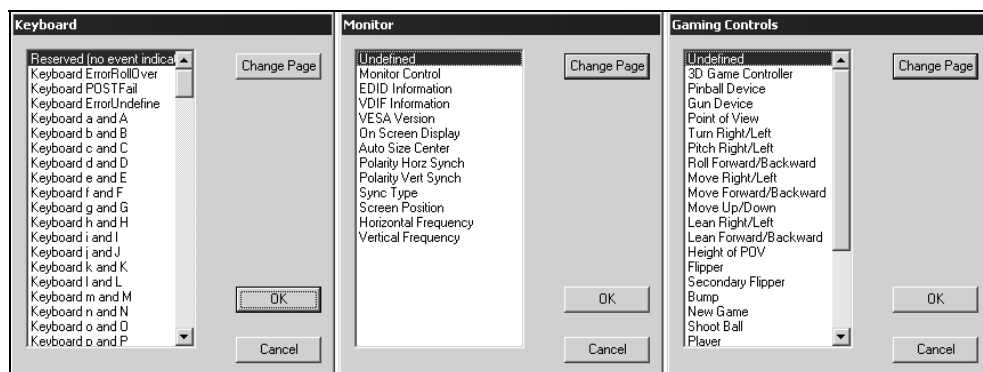 Keyboard
Reserved (no event indica
Keyboard ErrorRollOver
Keyboard POSTFail
Keyboard ErrorUndefine
Keyboard a and A
Keyboard b and B
Keyboard c and C
Keyboard d and D
Keyboard e and E
Keyboard f and F
Keyboard g and G
Keyboard h and H
Keyboard i and I
Keyboard j and J
Keyboard k and K
Keyboard l and L
Keyboard m and M
Keyboard n and N
Keyboard o and O
Keyboard p and P
Change Page
OK
Cancel
Monitor
Undefined
Monitor Control
EDID Information
VDIF Information
VESA Version
On Screen Display
Auto Size Center
Polarity Horz Synch
Polarity Vert Synch
Sync Type
Screen Position
Horizontal Frequency
Vertical Frequency
Change Page
OK
Cancel
Gaming Controls
Undefined
3D Game Controller
Pinball Device
Gun Device
Point of View
Turn Right/Left
Pitch Right/Left
Roll Forward/Backward
Move Right/Left
Move Forward/Backward
Move Up/Down
Lean Right/Left
Lean Forward/Backward
Height of POV
Flipper
Secondary Flipper
Bump
New Game
Shoot Ball
Player
Change Page
OK
Cancel